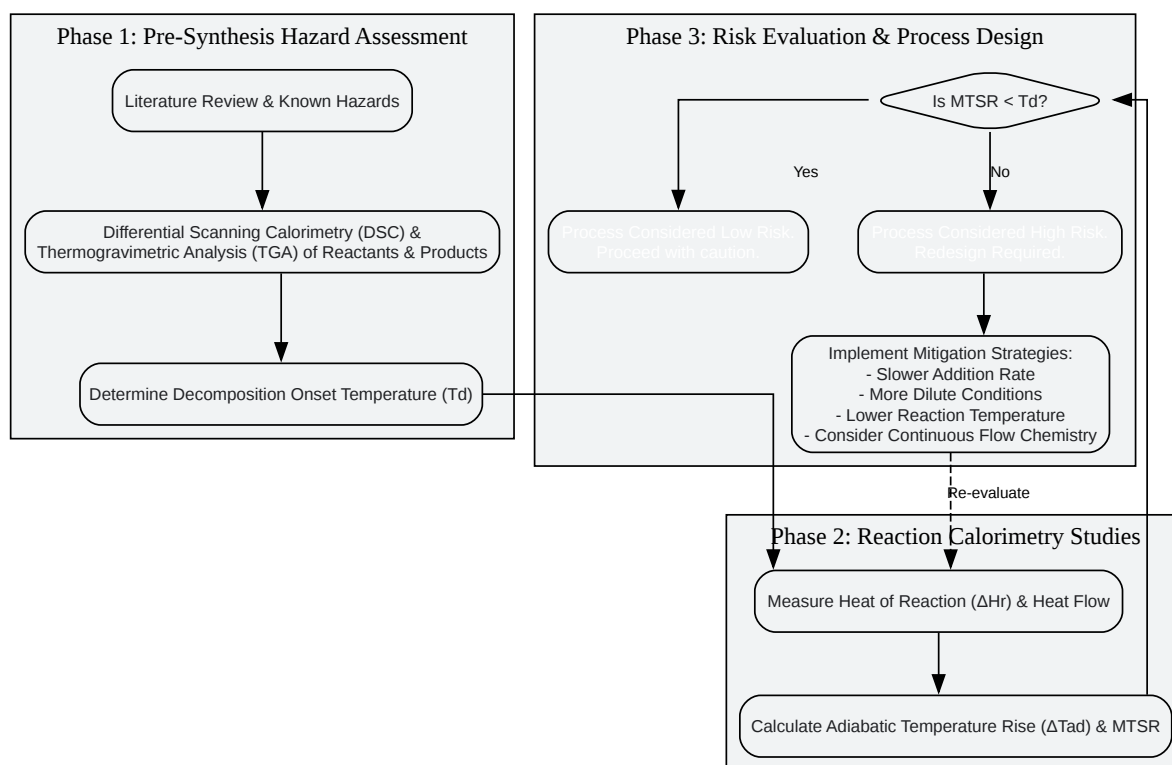 Phase 1: Pre-Synthesis Hazard Assessment
Literature Review & Known Hazards
Differential Scanning Calorimetry (DSC) &
Thermogravimetric Analysis (TGA) of Reactants & Products
Determine Decomposition Onset Temperature (Td)
Phase 3: Risk Evaluation & Process Design
Is MTSR < Td?
Yes
No
Process Considered Low Risk.
Proceed with caution.
Process Considered High Risk.
Redesign Required.
Implement Mitigation Strategies:
- Slower Addition Rate
- More Dilute Conditions
- Lower Reaction Temperature
- Consider Continuous Flow Chemistry
Re-evaluate
Phase 2: Reaction Calorimetry Studies
Measure Heat of Reaction (ΔHr) & Heat Flow
Calculate Adiabatic Temperature Rise (ΔTad) & MTSR